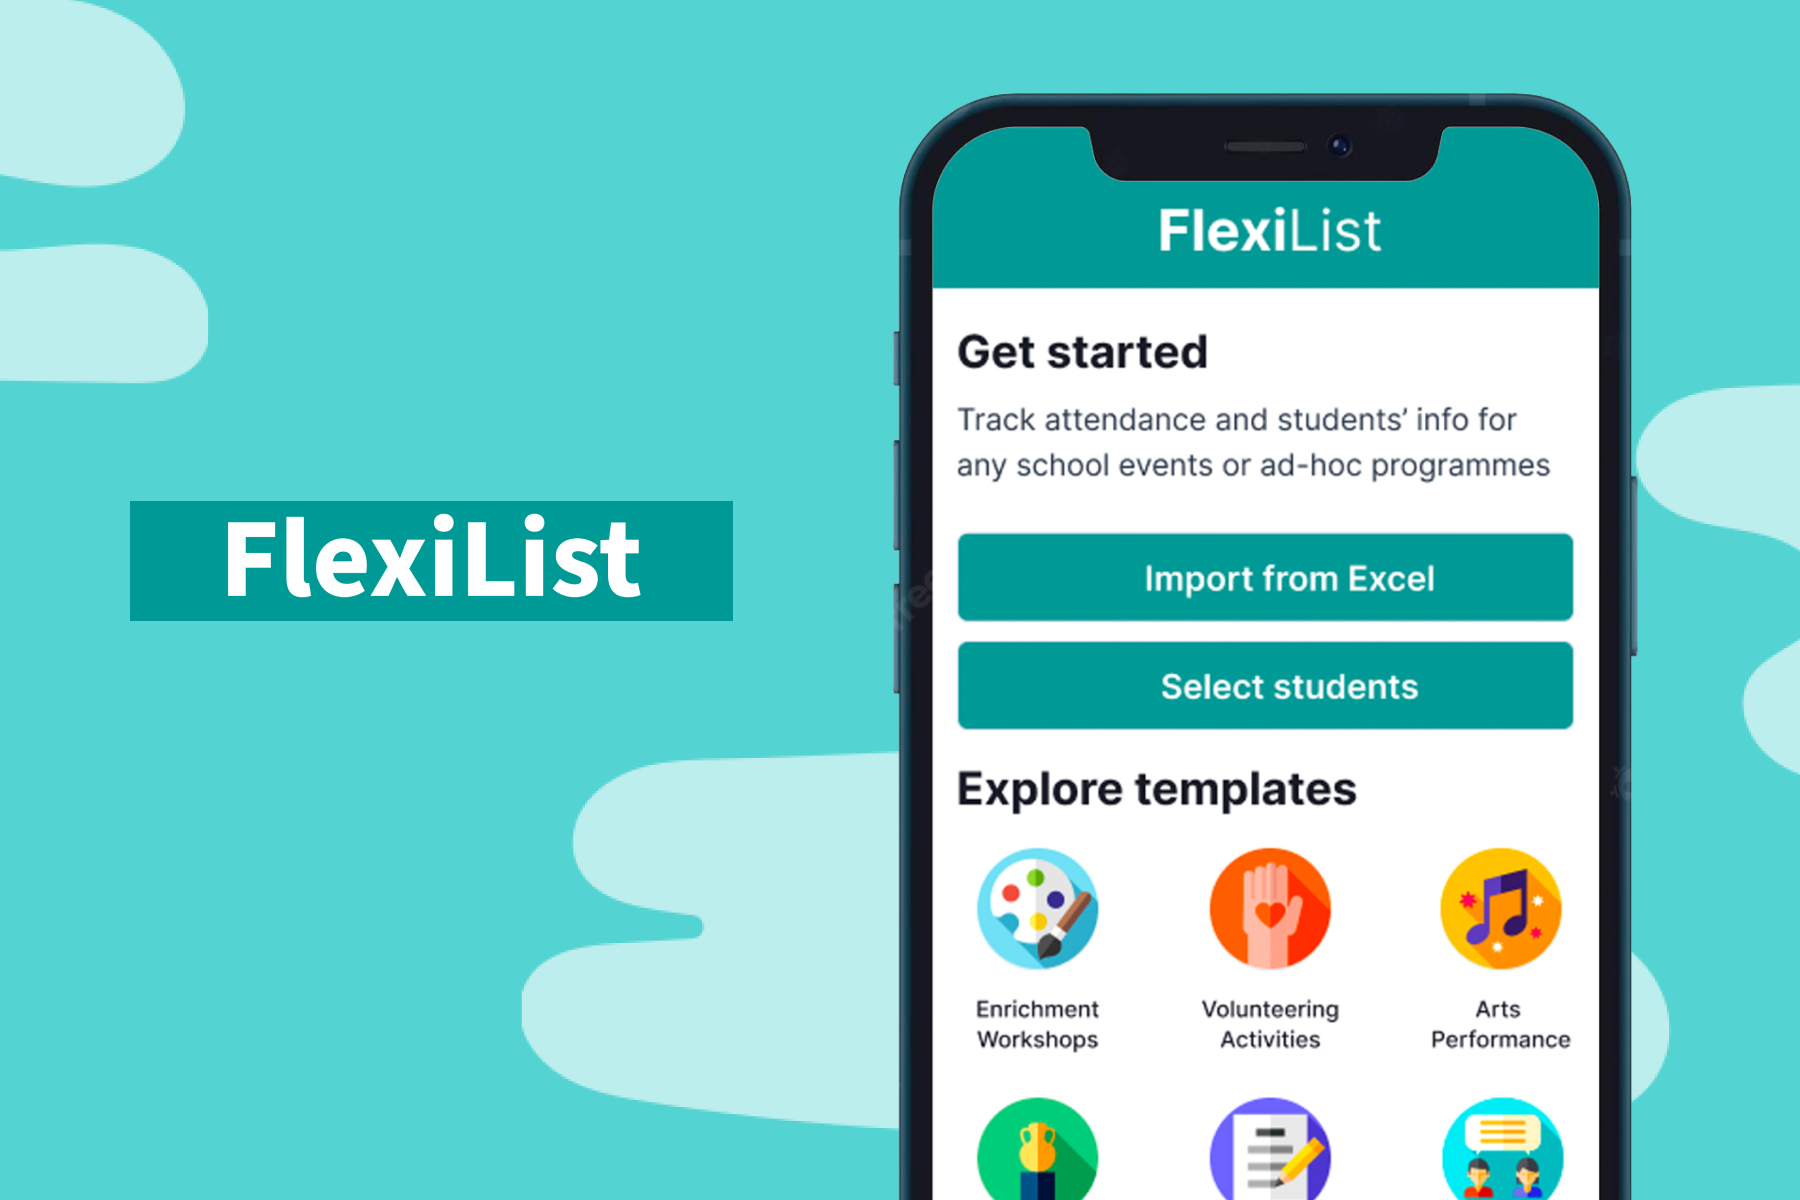 FlexiList
FlexiList
Get started
Track attendance and students’ info for
any school events or ad-hoc programmes
Import from Excel
Select students
Explore templates
Enrichment
Workshops
Volunteering
Activities
Arts
Performance